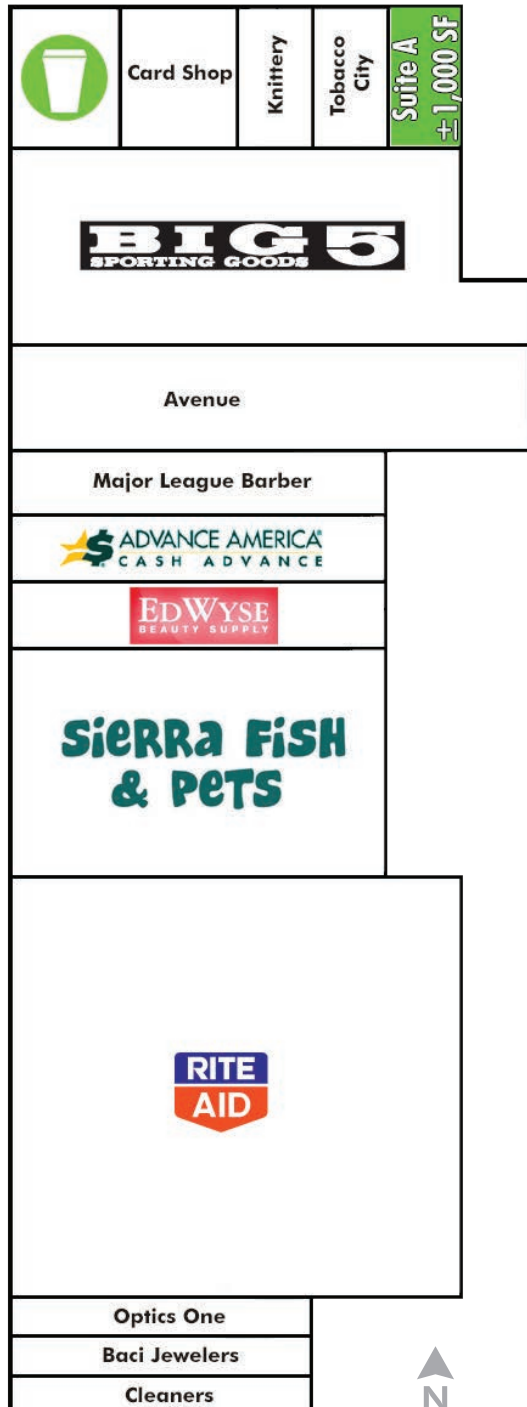 Card Shop
Knittery
Tobacco
City
Suite A
±1,000 SF
BIG 5
SPORTING GOODS
Avenue
Major League Barber
$ ADVANCE AMERICA
CASH ADVANCE
EDWYSE
BEAUTY SUPPLY
SIERRA FISH
& PETS
RITE
AID
Optics One
Baci Jewelers
Cleaners
N